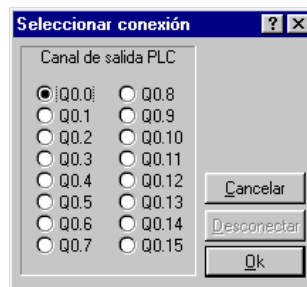 Seleccionar conexión
Canal de salida PLC
Q0.0 Q0.8
Q0.1 Q0.9
Q0.2 Q0.10
Q0.3 Q0.11
Q0.4 Q0.12
Q0.5 Q0.13
Q0.6 Q0.14
Q0.7 Q0.15
Cancelar
Desconectar
Ok